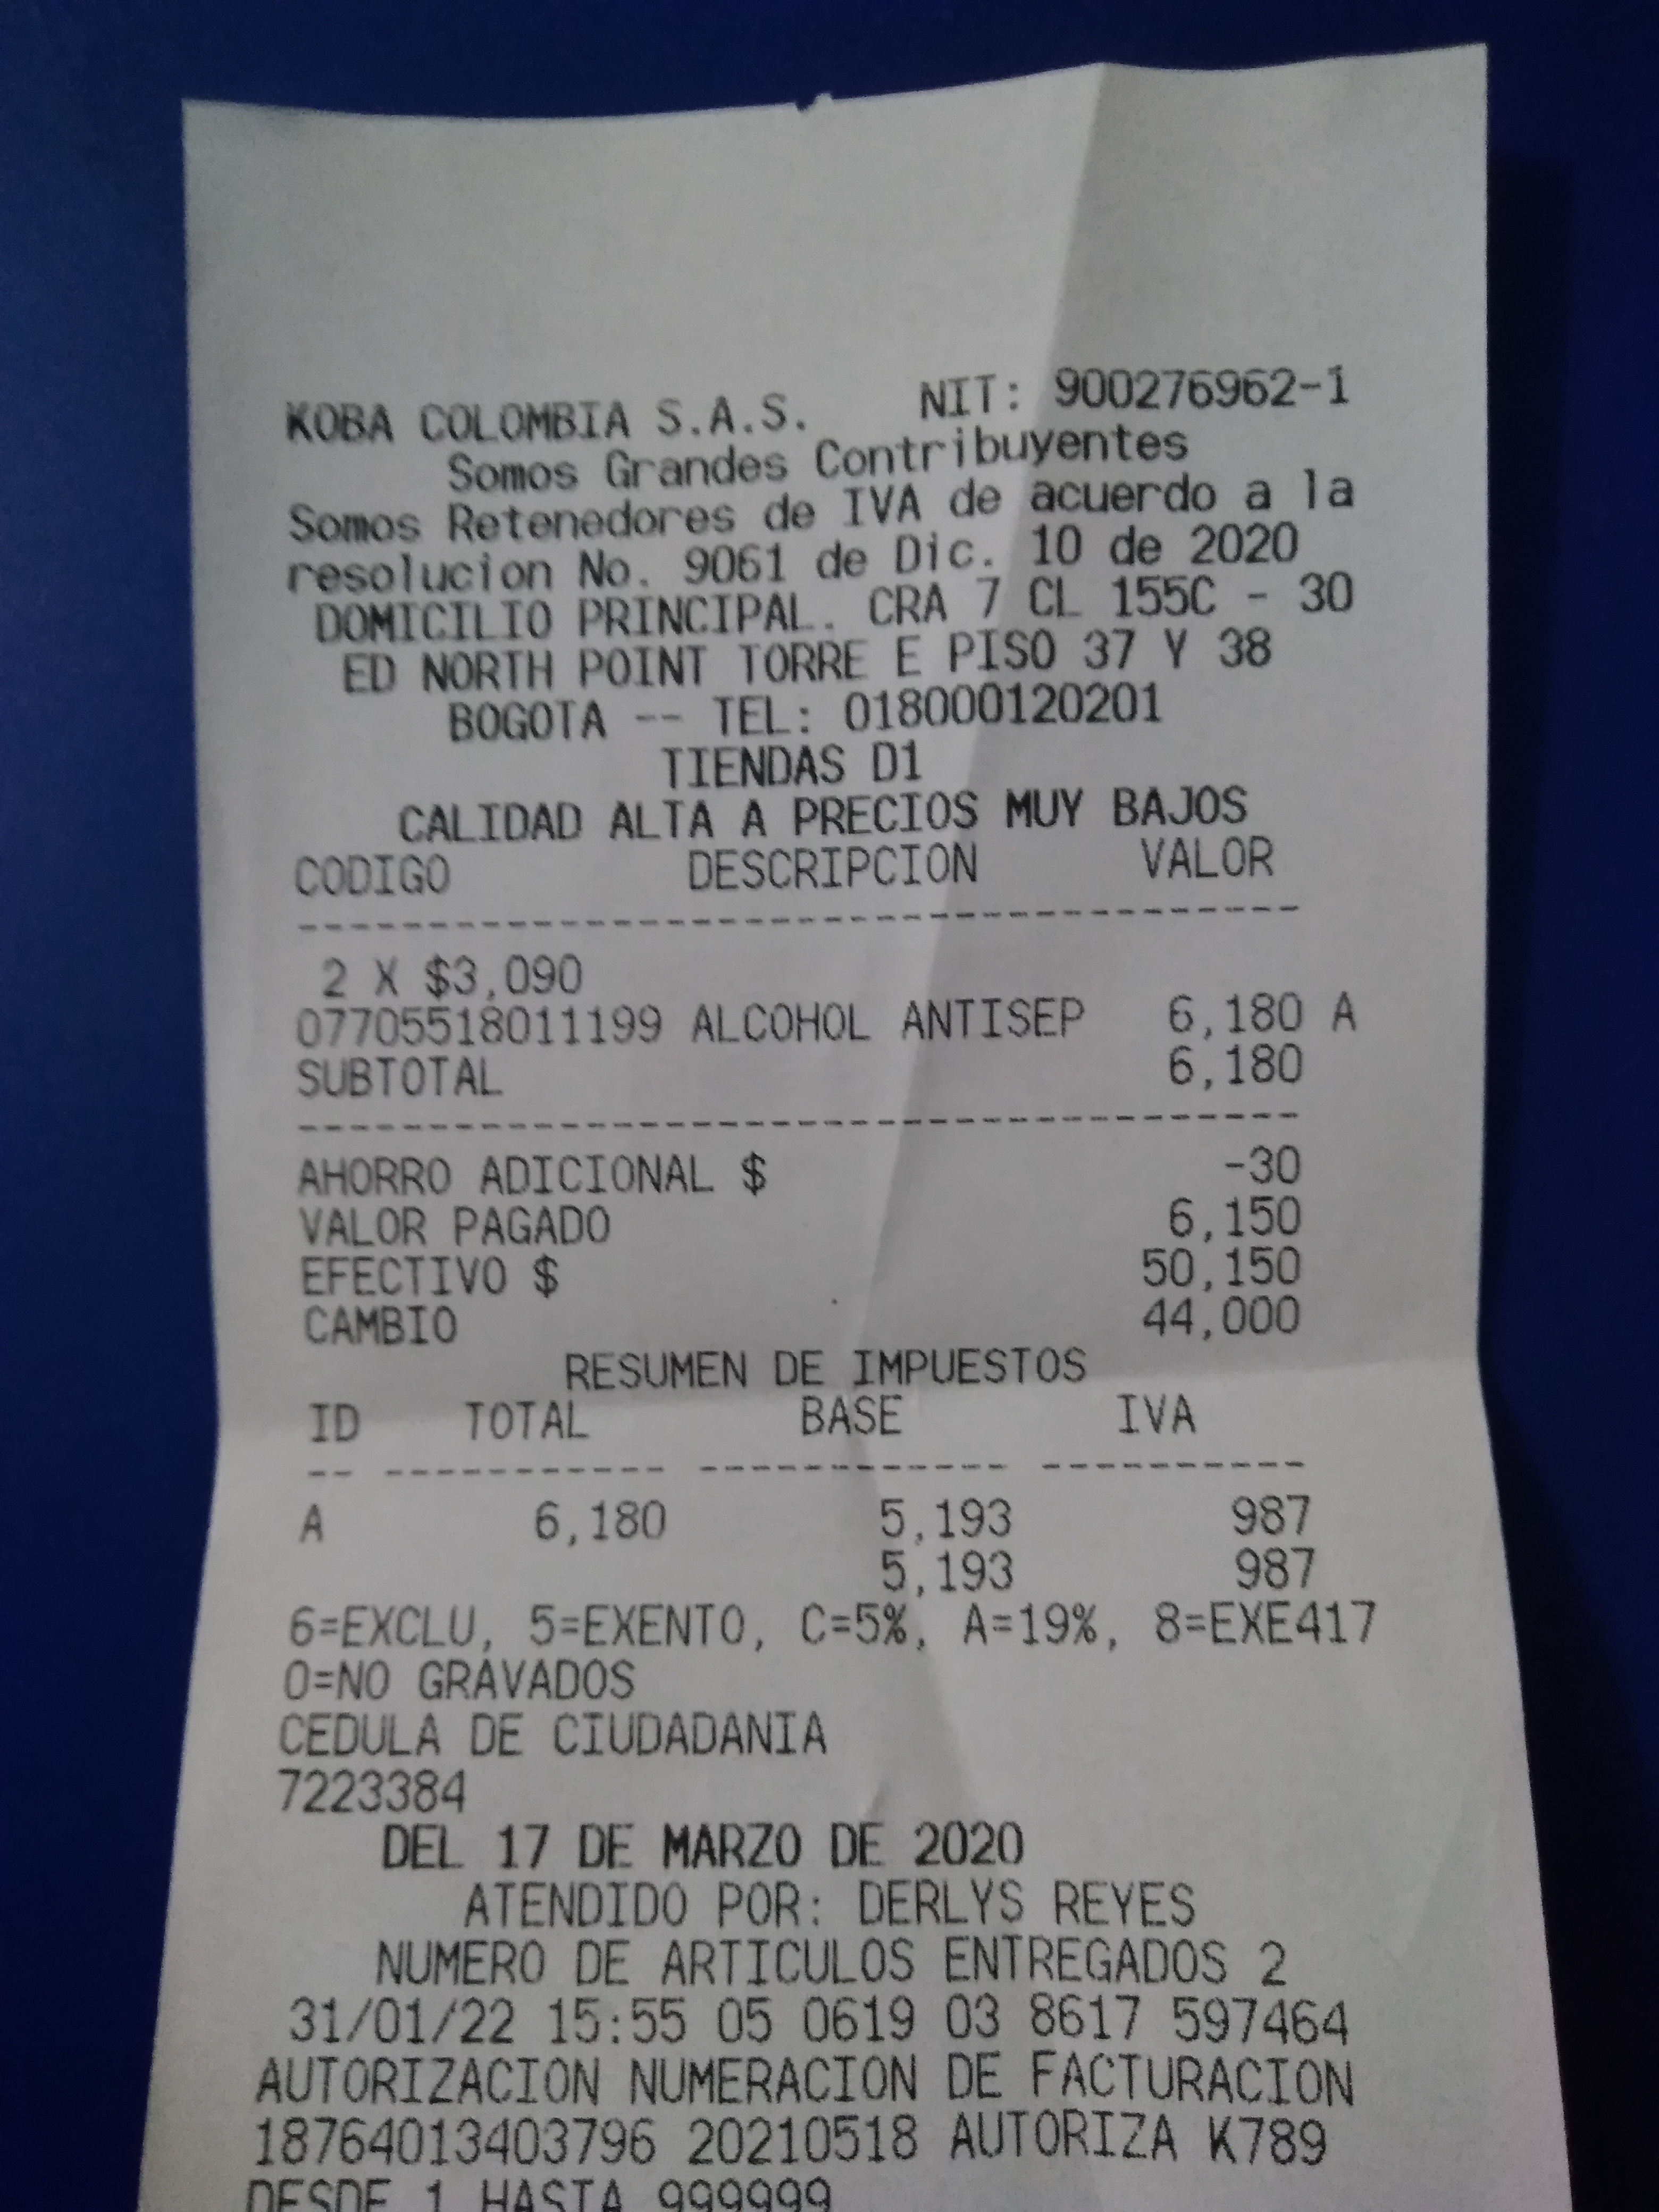 KOBA COLOMBIA S.A.S. NIT: 900276962-1
Somos Grandes Contribuyentes
Somos Retenedores de IVA de acuerdo a la
resolucion No. 9061 de Dic. 10 de 2020
DOMICILIO PRINCIPAL. CRA 7 CL 155C - 30
ED NORTH POINT TORRE E PISO 37 Y 38
BOGOTA -- TEL: 018000120201
TIENDAS D1
CALIDAD ALTA A PRECIOS MUY BAJOS
CODIGO DESCRIPCION VALOR
2 X $3,090
07705518011199 ALCOHOL ANTISEP 6,180 A
SUBTOTAL 6,180
AHORRO ADICIONAL $ -30
VALOR PAGADO 6,150
EFECTIVO $ 50,150
CAMBIO 44,000
RESUMEN DE IMPUESTOS
ID TOTAL BASE IVA
A 6,180 5,193 987
5,193 987
6=EXCLU, 5=EXENTO, C=5%, A=19%, 8=EXE417
0=NO GRAVADOS
CEDULA DE CIUDADANIA
7223384
DEL 17 DE MARZO DE 2020
ATENDIDO POR: DERLYS REYES
NUMERO DE ARTICULOS ENTREGADOS 2
31/01/22 15:55 05 0619 03 8617 597464
AUTORIZACION NUMERACION DE FACTURACION
18764013403796 20210518 AUTORIZA K789
DESDE 1 HASTA 999999